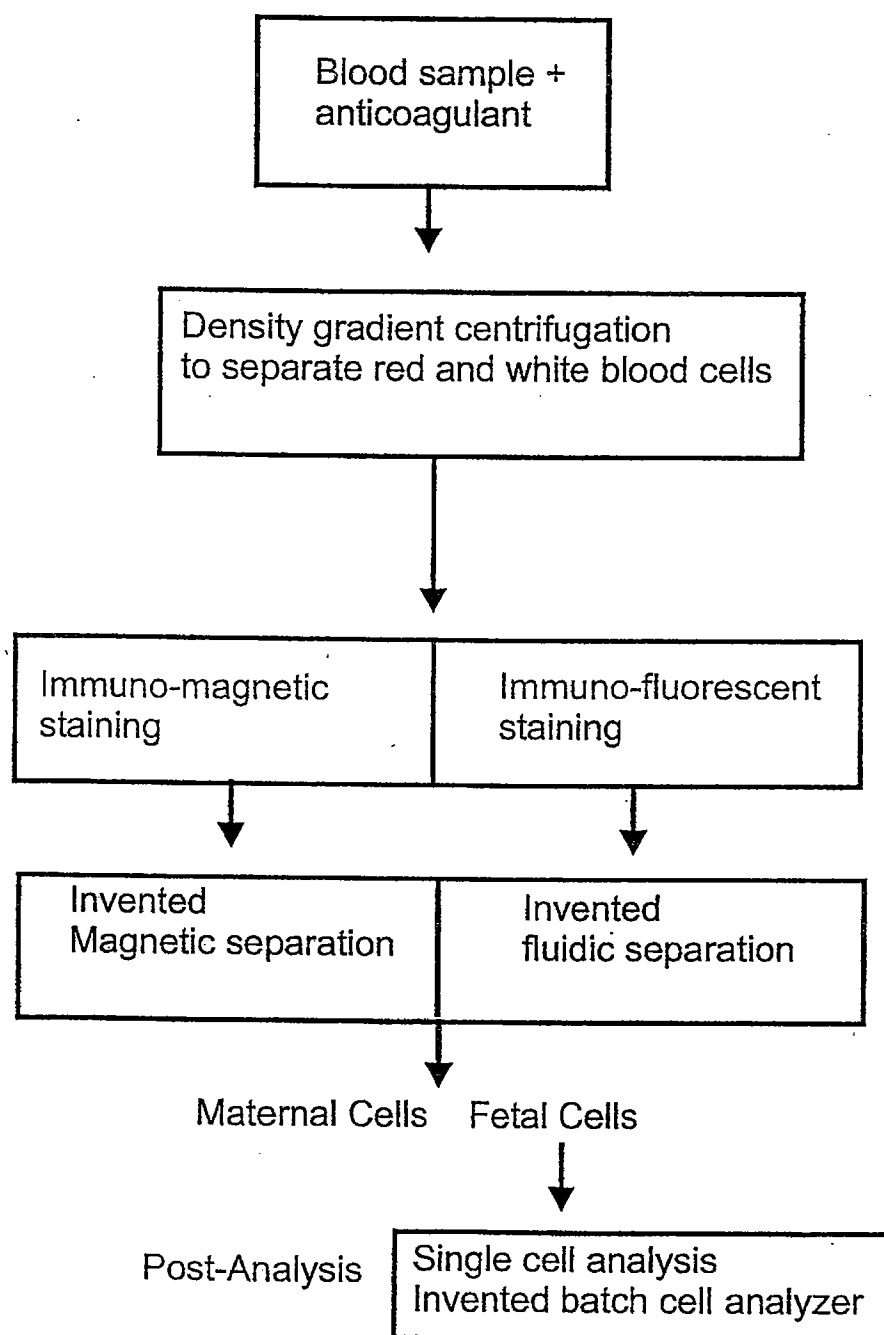 Blood sample +
anticoagulant
Density gradient centrifugation
to separate red and white blood cells
Immuno-magnetic
staining
Immuno-fluorescent
staining
Invented
Magnetic separation
Invented
fluidic separation
Maternal Cells Fetal Cells
Post-Analysis
Single cell analysis
Invented batch cell analyzer